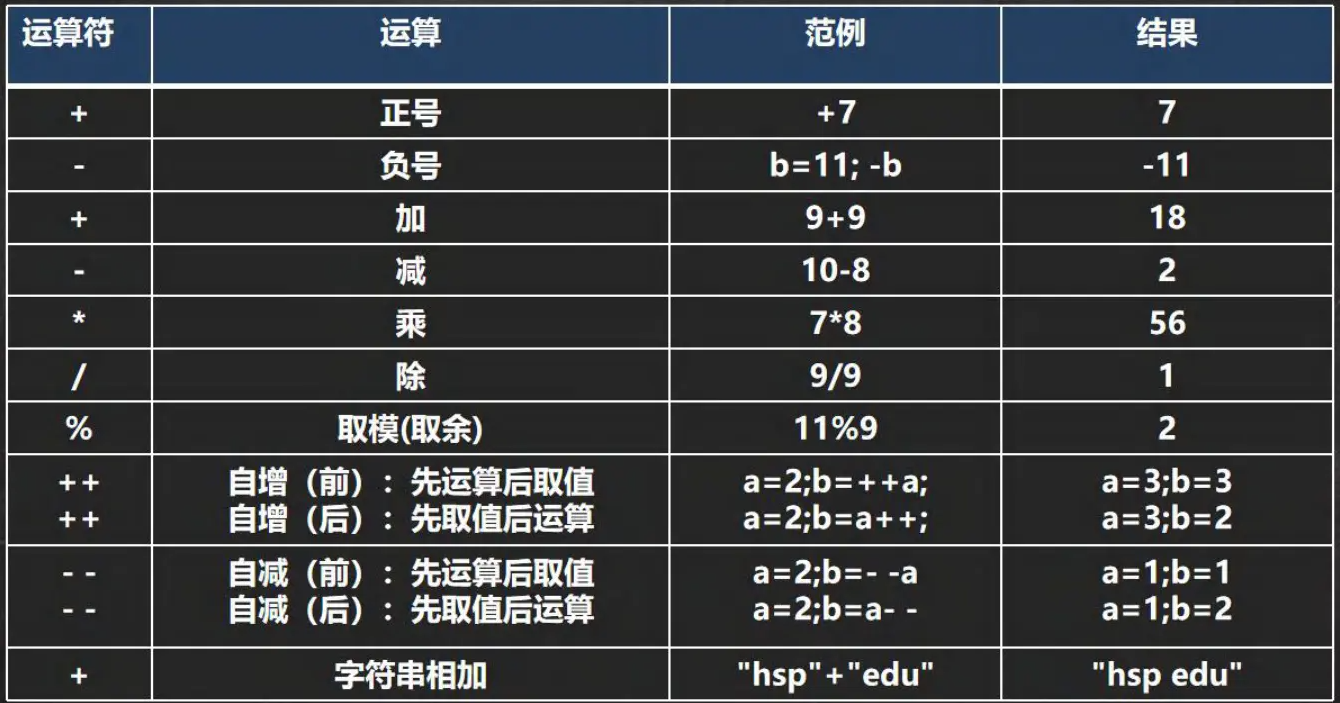 运算符 运算 范例 结果
+ 正号 +7 7
- 负号 b=11; -b -11
+ 加 9+9 18
- 减 10-8 2
* 乘 7*8 56
/ 除 9/9 1
% 取模(取余) 11%9 2
++ 自增（前）：先运算后取值 a=2;b=++a; a=3;b=3
++ 自增（后）：先取值后运算 a=2;b=a++; a=3;b=2
- - 自减（前）：先运算后取值 a=2;b=- -a a=1;b=1
- - 自减（后）：先取值后运算 a=2;b=a- - a=1;b=2
+ 字符串相加 "hsp"+"edu" "hsp edu"